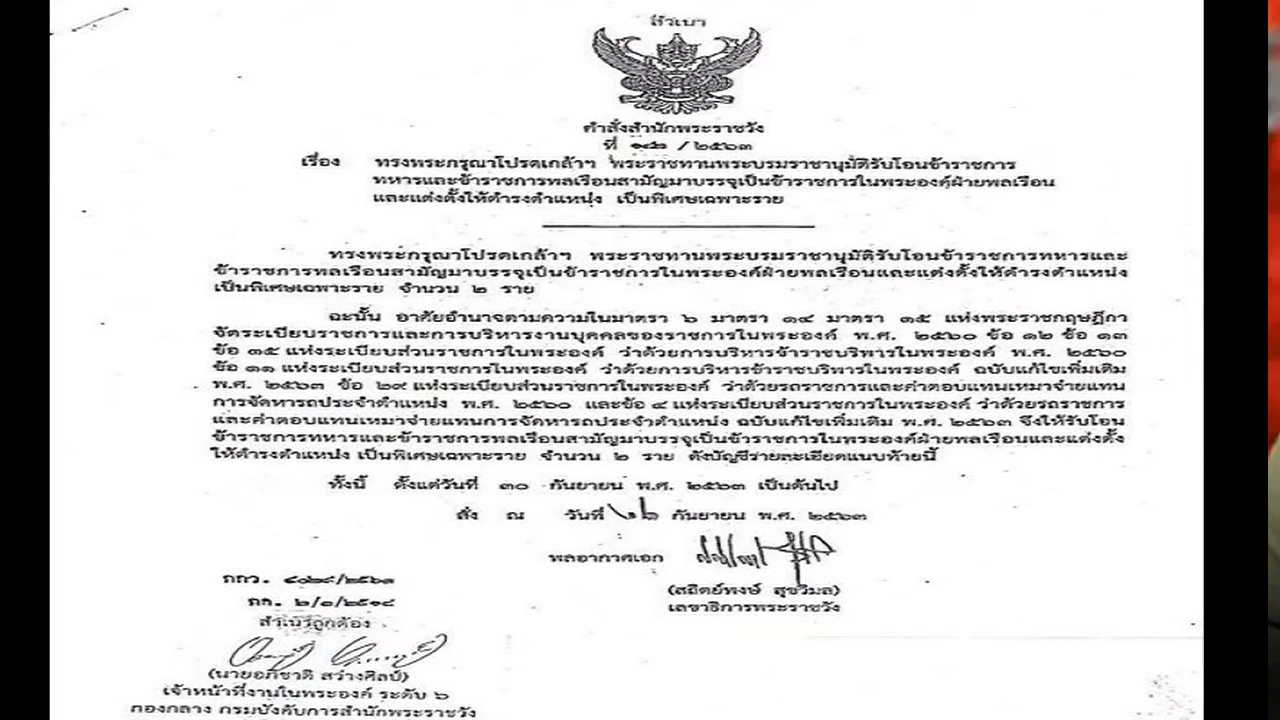 สำเนา
คำสั่งสำนักพระราชวัง
ที่ /๒๕๖๓
เรื่อง ทรงพระกรุณาโปรดเกล้าฯ พระราชทานพระบรมราชานุมัติรับโอนข้าราชการ
ทหารและข้าราชการพลเรือนสามัญมาบรรจุเป็นข้าราชการในพระองค์ฝ่ายพลเรือน
และแต่งตั้งให้ดำรงตำแหน่ง เป็นพิเศษเฉพาะราย
ทรงพระกรุณาโปรดเกล้าฯ พระราชทานพระบรมราชานุมัติรับโอนข้าราชการทหารและ
ข้าราชการพลเรือนสามัญมาบรรจุเป็นข้าราชการในพระองค์ฝ่ายพลเรือนและแต่งตั้งให้ดำรงตำแหน่ง
เป็นพิเศษเฉพาะราย จำนวน ๒ ราย
ฉะนั้น อาศัยอำนาจตามความในมาตรา ๖ มาตรา ๑๔ มาตรา ๑๕ แห่งพระราชกฤษฎีกา
จัดระเบียบราชการและการบริหารงานบุคคลของราชการในพระองค์ พ.ศ. ๒๕๖๐ ข้อ ๑๒ ข้อ ๑๓
ข้อ ๑๕ แห่งระเบียบส่วนราชการในพระองค์ ว่าด้วยการบริหารข้าราชบริพารในพระองค์ พ.ศ. ๒๕๖๐
ข้อ ๑๑ แห่งระเบียบส่วนราชการในพระองค์ ว่าด้วยการบริหารข้าราชบริพารในพระองค์ ฉบับแก้ไขเพิ่มเติม
พ.ศ. ๒๕๖๓ ข้อ ๒๙ แห่งระเบียบส่วนราชการในพระองค์ ว่าด้วยรถราชการและค่าตอบแทนเหมาจ่ายแทน
การจัดหารถประจำตำแหน่ง พ.ศ. ๒๕๖๐ และข้อ ๔ แห่งระเบียบส่วนราชการในพระองค์ ว่าด้วยรถราชการ
และค่าตอบแทนเหมาจ่ายแทนการจัดหารถประจำตำแหน่ง ฉบับแก้ไขเพิ่มเติม พ.ศ. ๒๕๖๓ จึงให้รับโอน
ข้าราชการทหารและข้าราชการพลเรือนสามัญมาบรรจุเป็นข้าราชการในพระองค์ฝ่ายพลเรือนและแต่งตั้ง
ให้ดำรงตำแหน่ง เป็นพิเศษเฉพาะราย จำนวน ๒ ราย ดังบัญชีรายละเอียดแนบท้ายนี้
ทั้งนี้ ตั้งแต่วันที่ ๓๐ กันยายน พ.ศ. ๒๕๖๓ เป็นต้นไป
สั่ง ณ วันที่ กันยายน พ.ศ. ๒๕๖๓
พลอากาศเอก
(สถิตย์พงษ์ สุขวิมล)
เลขาธิการพระราชวัง
กกว. ๔๐๒๙/๒๕๖๓
สำเนาถูกต้อง
(นายอภิชาติ สว่างศิลป์)
เจ้าหน้าที่งานในพระองค์ ระดับ ๖
กองกลาง กรมบังคับการสำนักพระราชวัง